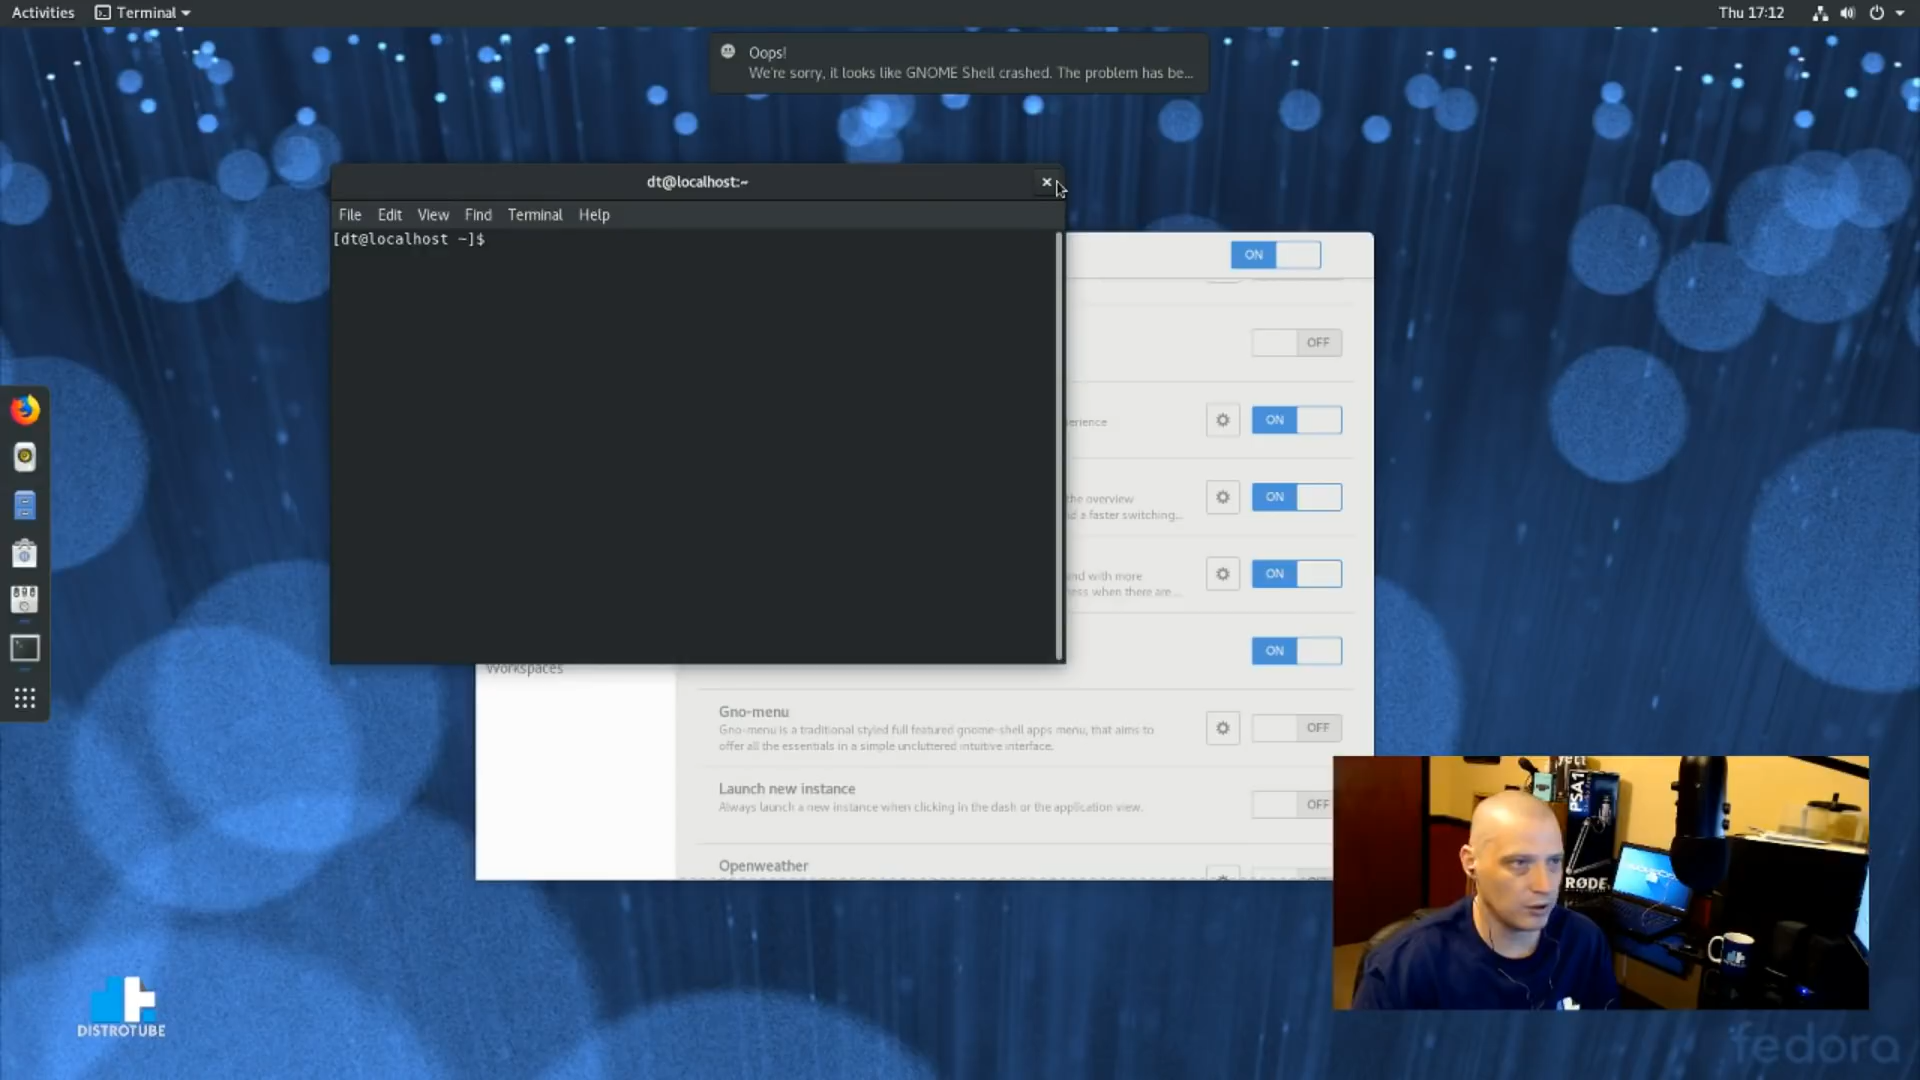 Activities
Terminal
Thu 17:12
Oops!
We're sorry, it looks like GNOME Shell crashed. The problem has be...
dt@localhost:~
File Edit View Find Terminal Help
[dt@localhost ~]$
ON
OFF
erience
ON
the overview
d a faster switching...
ON
nd with more
ess when there are...
ON
ON
Workspaces
Gno-menu
Gno-menu is a traditional styled full featured gnome-shell apps menu, that aims to
offer all the essentials in a simple uncluttered intuitive interface.
OFF
Launch new instance
Always launch a new instance when clicking in the dash or the application view.
OFF
Openweather
PSA1
RØDE
DISTROTUBE
fedora